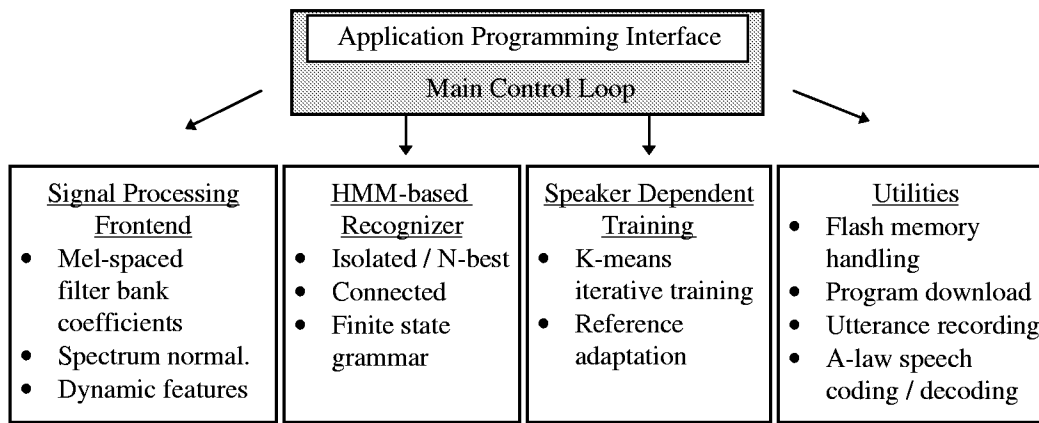 Application Programming Interface
Main Control Loop
Signal Processing
Frontend
• Mel-spaced
filter bank
coefficients
• Spectrum normal.
• Dynamic features
HMM-based
Recognizer
• Isolated / N-best
• Connected
• Finite state
grammar
Speaker Dependent
Training
• K-means
iterative training
• Reference
adaptation
Utilities
• Flash memory
handling
• Program download
• Utterance recording
• A-law speech
coding / decoding